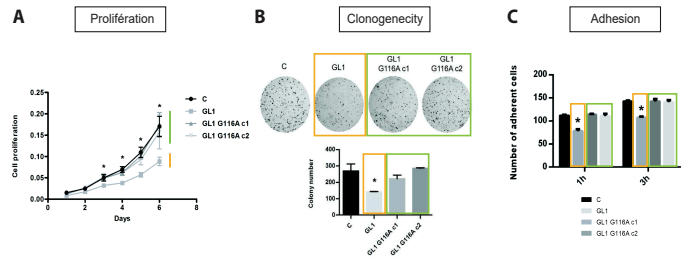 A
Prolifération
B
Clonogenecity
C
Adhesion
Cell proliferation
0.25
0.20
0.15
0.10
0.05
0.00
0
2
4
6
8
Days
*
*
*
*
C
GL1
GL1 G116A c1
GL1 G116A c2
C
GL1
GL1
G116A c1
GL1
G116A c2
Colony number
400
300
200
100
0
*
C
GL1
GL1 G116A c1
GL1 G116A c2
Number of adherent cells
200
150
100
50
0
*
*
1h
3h
C
GL1
GL1 G116A c1
GL1 G116A c2